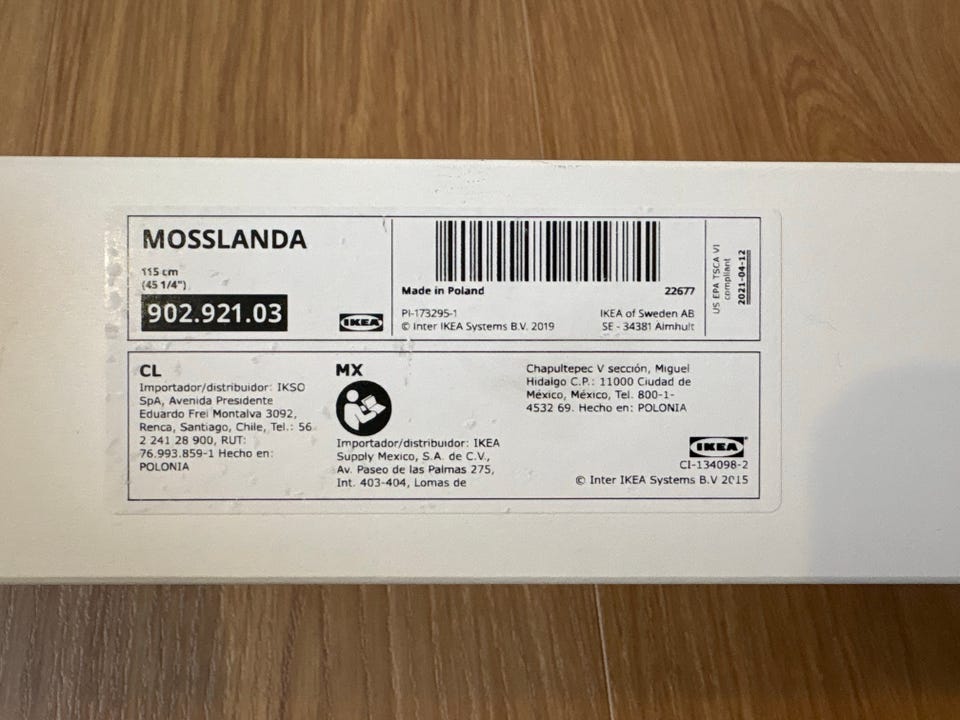 MOSSLANDA
115 cm
(45 1/4")
902.921.03
IKEA
Made in Poland
22677
PI-173295-1
© Inter IKEA Systems B.V. 2019
IKEA of Sweden AB
SE - 34381 Älmhult
US EPA TSCA VI
compliant
2021-04-12
CL
Importador/distribuidor: IKSO
SpA, Avenida Presidente
Eduardo Frei Montalva 3092,
Renca, Santiago, Chile, Tel.: 56
2 241 28 900, RUT:
76.993.859-1 Hecho en:
POLONIA
MX
Importador/distribuidor: IKEA
Supply Mexico, S.A. de C.V.,
Av. Paseo de las Palmas 275,
Int. 403-404, Lomas de
Chapultepec V sección, Miguel
Hidalgo C.P.: 11000 Ciudad de
México, México, Tel. 800-1-
4532 69. Hecho en: POLONIA
IKEA
CI-134098-2
© Inter IKEA Systems B.V 2015